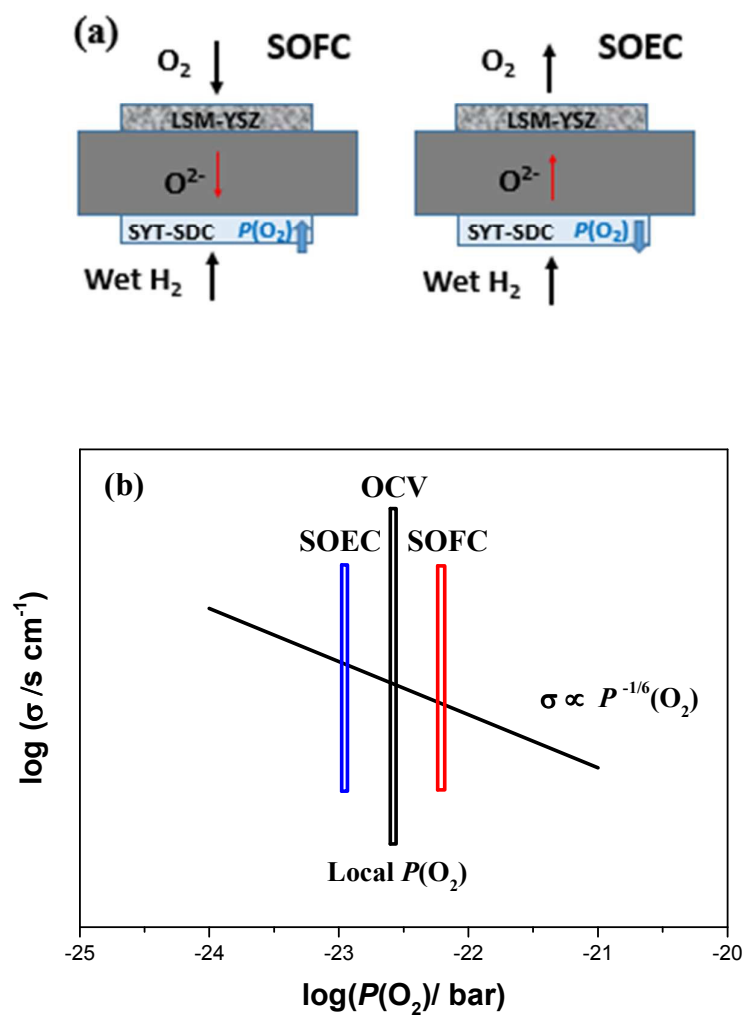 (a)
O₂ SOFC
LSM-YSZ
O²⁻
SYT-SDC P(O₂)
Wet H₂
O₂ SOEC
LSM-YSZ
O²⁻
SYT-SDC P(O₂)
Wet H₂
(b)
OCV
SOEC SOFC
σ ∝ P ⁻¹/⁶(O₂)
Local P(O₂)
log (σ /s cm⁻¹)
-25 -24 -23 -22 -21 -20
log(P(O₂)/ bar)